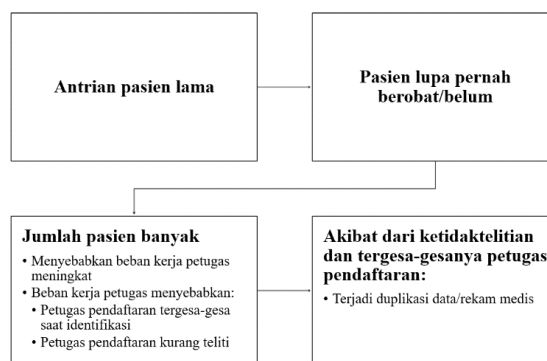 Antrian pasien lama
Pasien lupa pernah
berobat/belum
Jumlah pasien banyak
• Menyebabkan beban kerja petugas
meningkat
• Beban kerja petugas menyebabkan:
• Petugas pendaftaran tergesa-gesa
saat identifikasi
• Petugas pendaftaran kurang teliti
Akibat dari ketidaktelitian
dan tergesa-gesanya petugas
pendaftaran:
• Terjadi duplikasi data/rekam medis